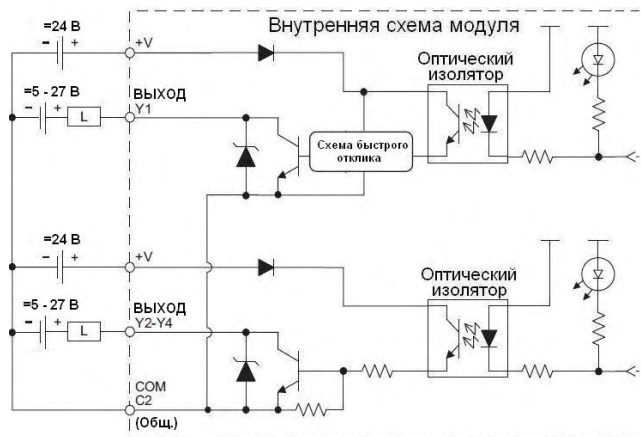 Внутренняя схема модуля
=24 В
- +
+V
Оптический
изолятор
=5 - 27 В
- +
L
ВЫХОД
Y1
Схема быстрого
отклика
=24 В
- +
+V
Оптический
изолятор
=5 - 27 В
- +
L
ВЫХОД
Y2-Y4
COM
C2
(Общ.)